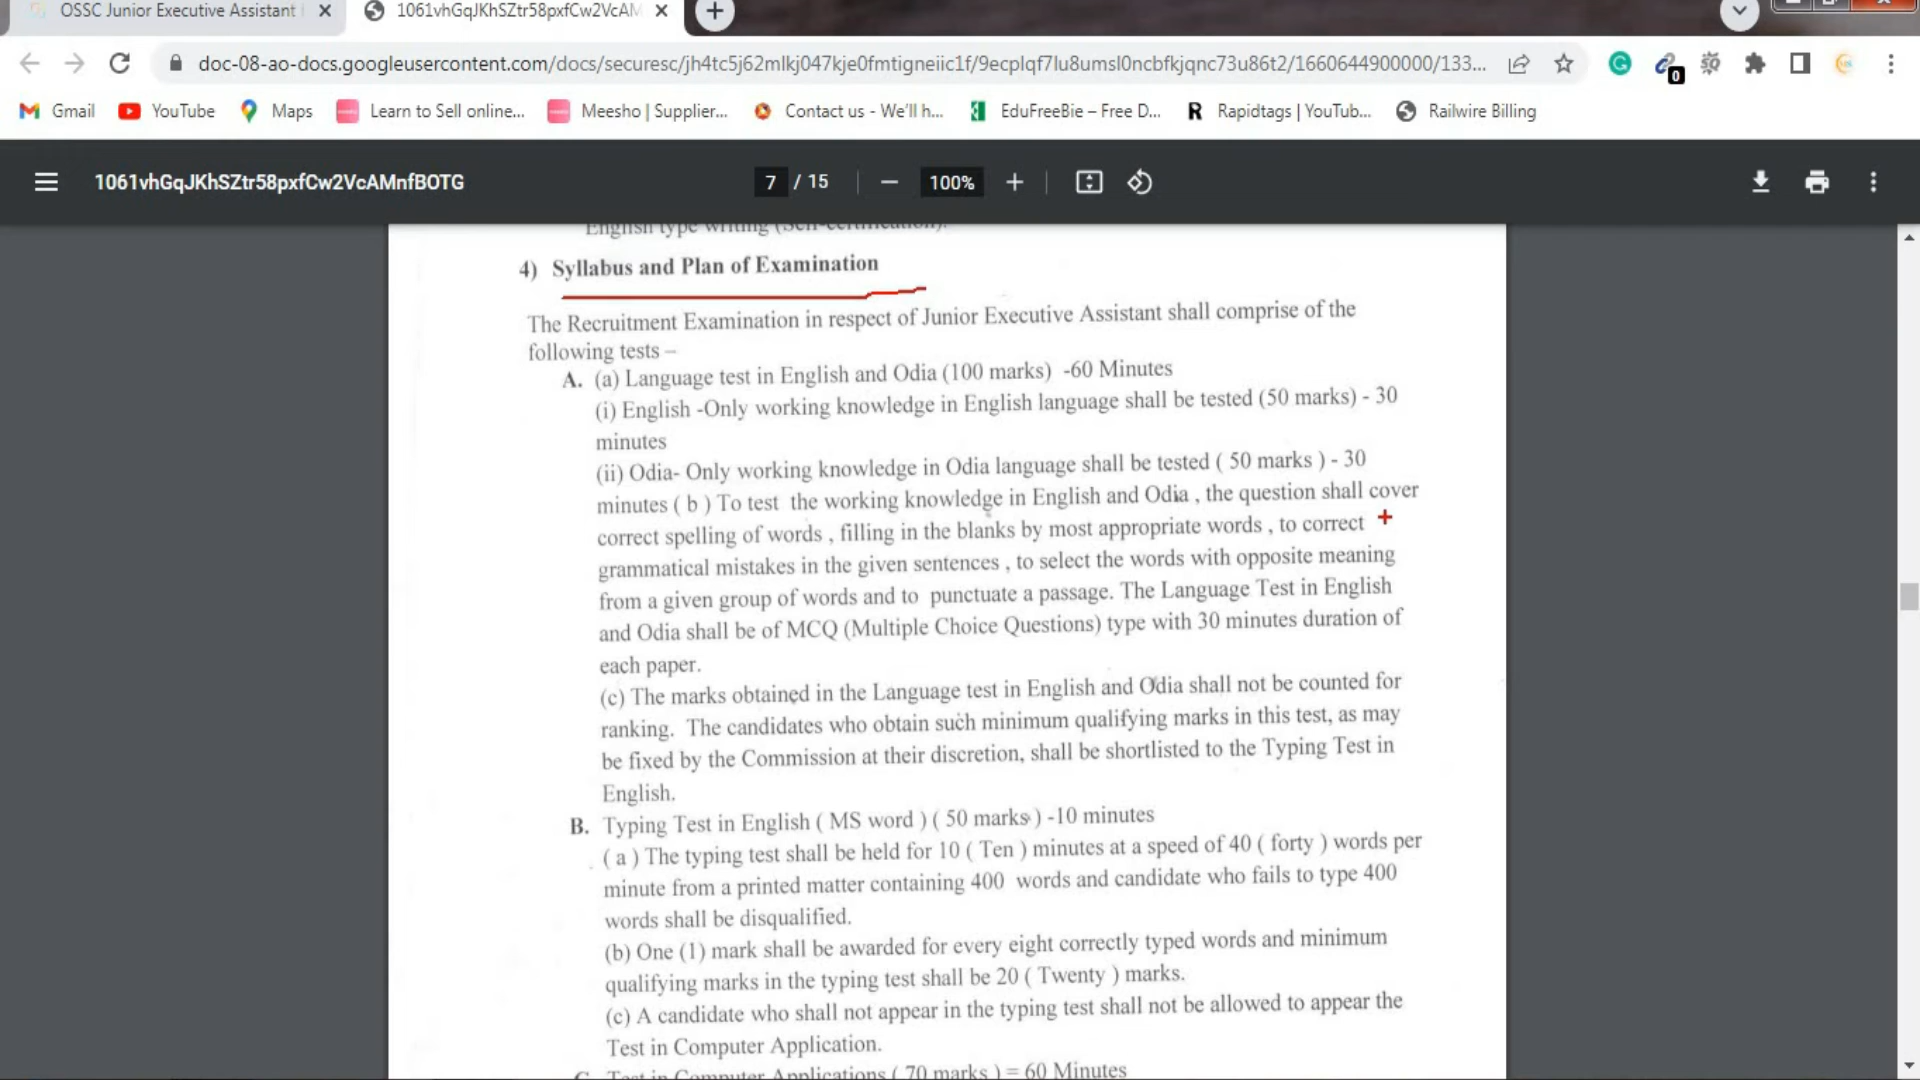 OSSC Junior Executive Assistant
1061vhGqJKhSZtr58pxfCw2VcAM
doc-08-ao-docs.googleusercontent.com/docs/securesc/jh4tc5j62mlkj047kje0fmtigneiic1f/9ecplqf7lu8umsl0ncbfkjqnc73u86t2/1660644900000/133...
0
Gmail YouTube Maps Learn to Sell online... Meesho | Supplier... Contact us - We'll h... EduFreeBie – Free D... Rapidtags | YouTub... Railwire Billing
1061vhGqJKhSZtr58pxfCw2VcAMnfBOTG 7 / 15 100%
English type writing (Self-certification).
4) Syllabus and Plan of Examination
The Recruitment Examination in respect of Junior Executive Assistant shall comprise of the
following tests –
A. (a) Language test in English and Odia (100 marks) -60 Minutes
(i) English -Only working knowledge in English language shall be tested (50 marks) - 30
minutes
(ii) Odia- Only working knowledge in Odia language shall be tested ( 50 marks ) - 30
minutes ( b ) To test the working knowledge in English and Odia , the question shall cover
correct spelling of words , filling in the blanks by most appropriate words , to correct
grammatical mistakes in the given sentences , to select the words with opposite meaning
from a given group of words and to punctuate a passage. The Language Test in English
and Odia shall be of MCQ (Multiple Choice Questions) type with 30 minutes duration of
each paper.
(c) The marks obtained in the Language test in English and Odia shall not be counted for
ranking. The candidates who obtain such minimum qualifying marks in this test, as may
be fixed by the Commission at their discretion, shall be shortlisted to the Typing Test in
English.
B. Typing Test in English ( MS word ) ( 50 marks ) -10 minutes
( a ) The typing test shall be held for 10 ( Ten ) minutes at a speed of 40 ( forty ) words per
minute from a printed matter containing 400 words and candidate who fails to type 400
words shall be disqualified.
(b) One (1) mark shall be awarded for every eight correctly typed words and minimum
qualifying marks in the typing test shall be 20 ( Twenty ) marks.
(c) A candidate who shall not appear in the typing test shall not be allowed to appear the
Test in Computer Application.
C. Test in Computer Applications ( 70 marks ) = 60 Minutes